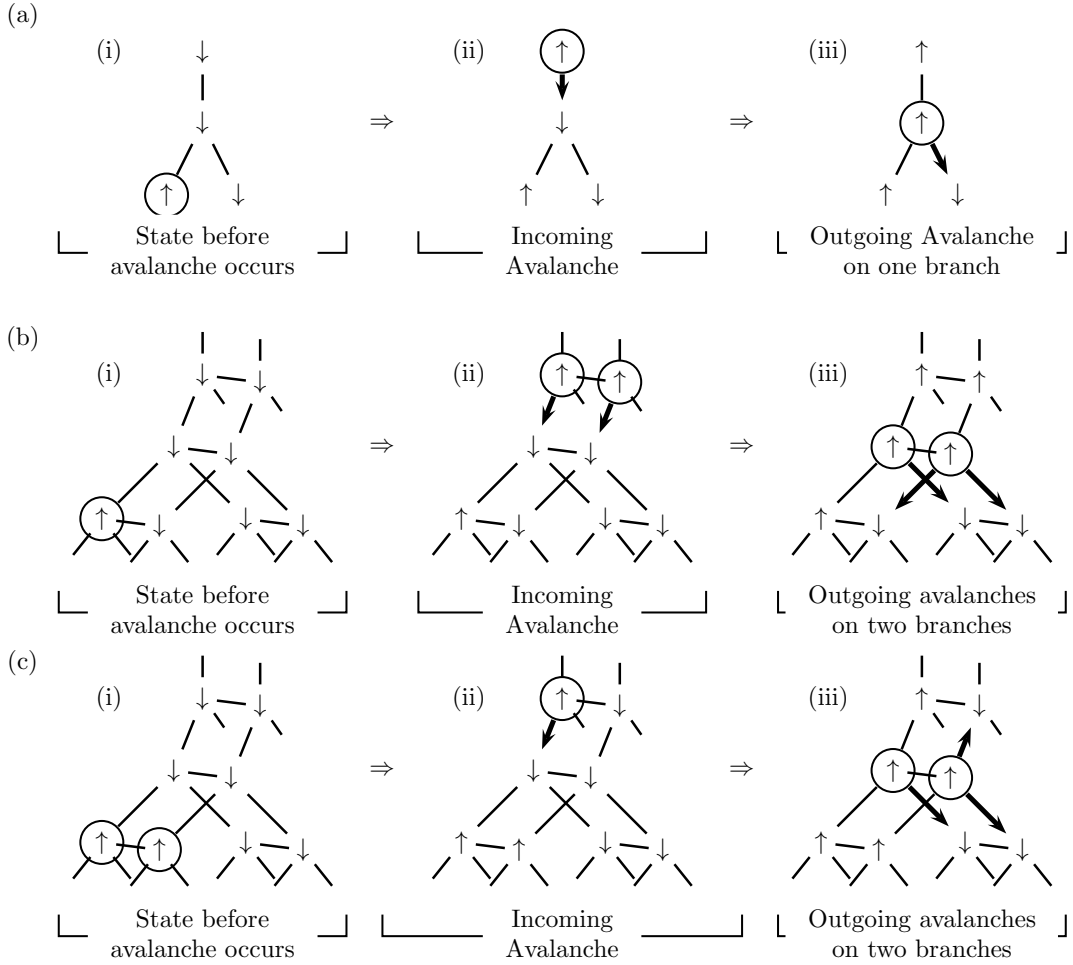 (a)
(i) (ii) (iii)
⇒ ⇒
State before Incoming Outgoing Avalanche
avalanche occurs Avalanche on one branch
(b)
(i) (ii) (iii)
⇒ ⇒
State before Incoming Outgoing avalanches
avalanche occurs Avalanche on two branches
(c)
(i) (ii) (iii)
⇒ ⇒
State before Incoming Outgoing avalanches
avalanche occurs Avalanche on two branches